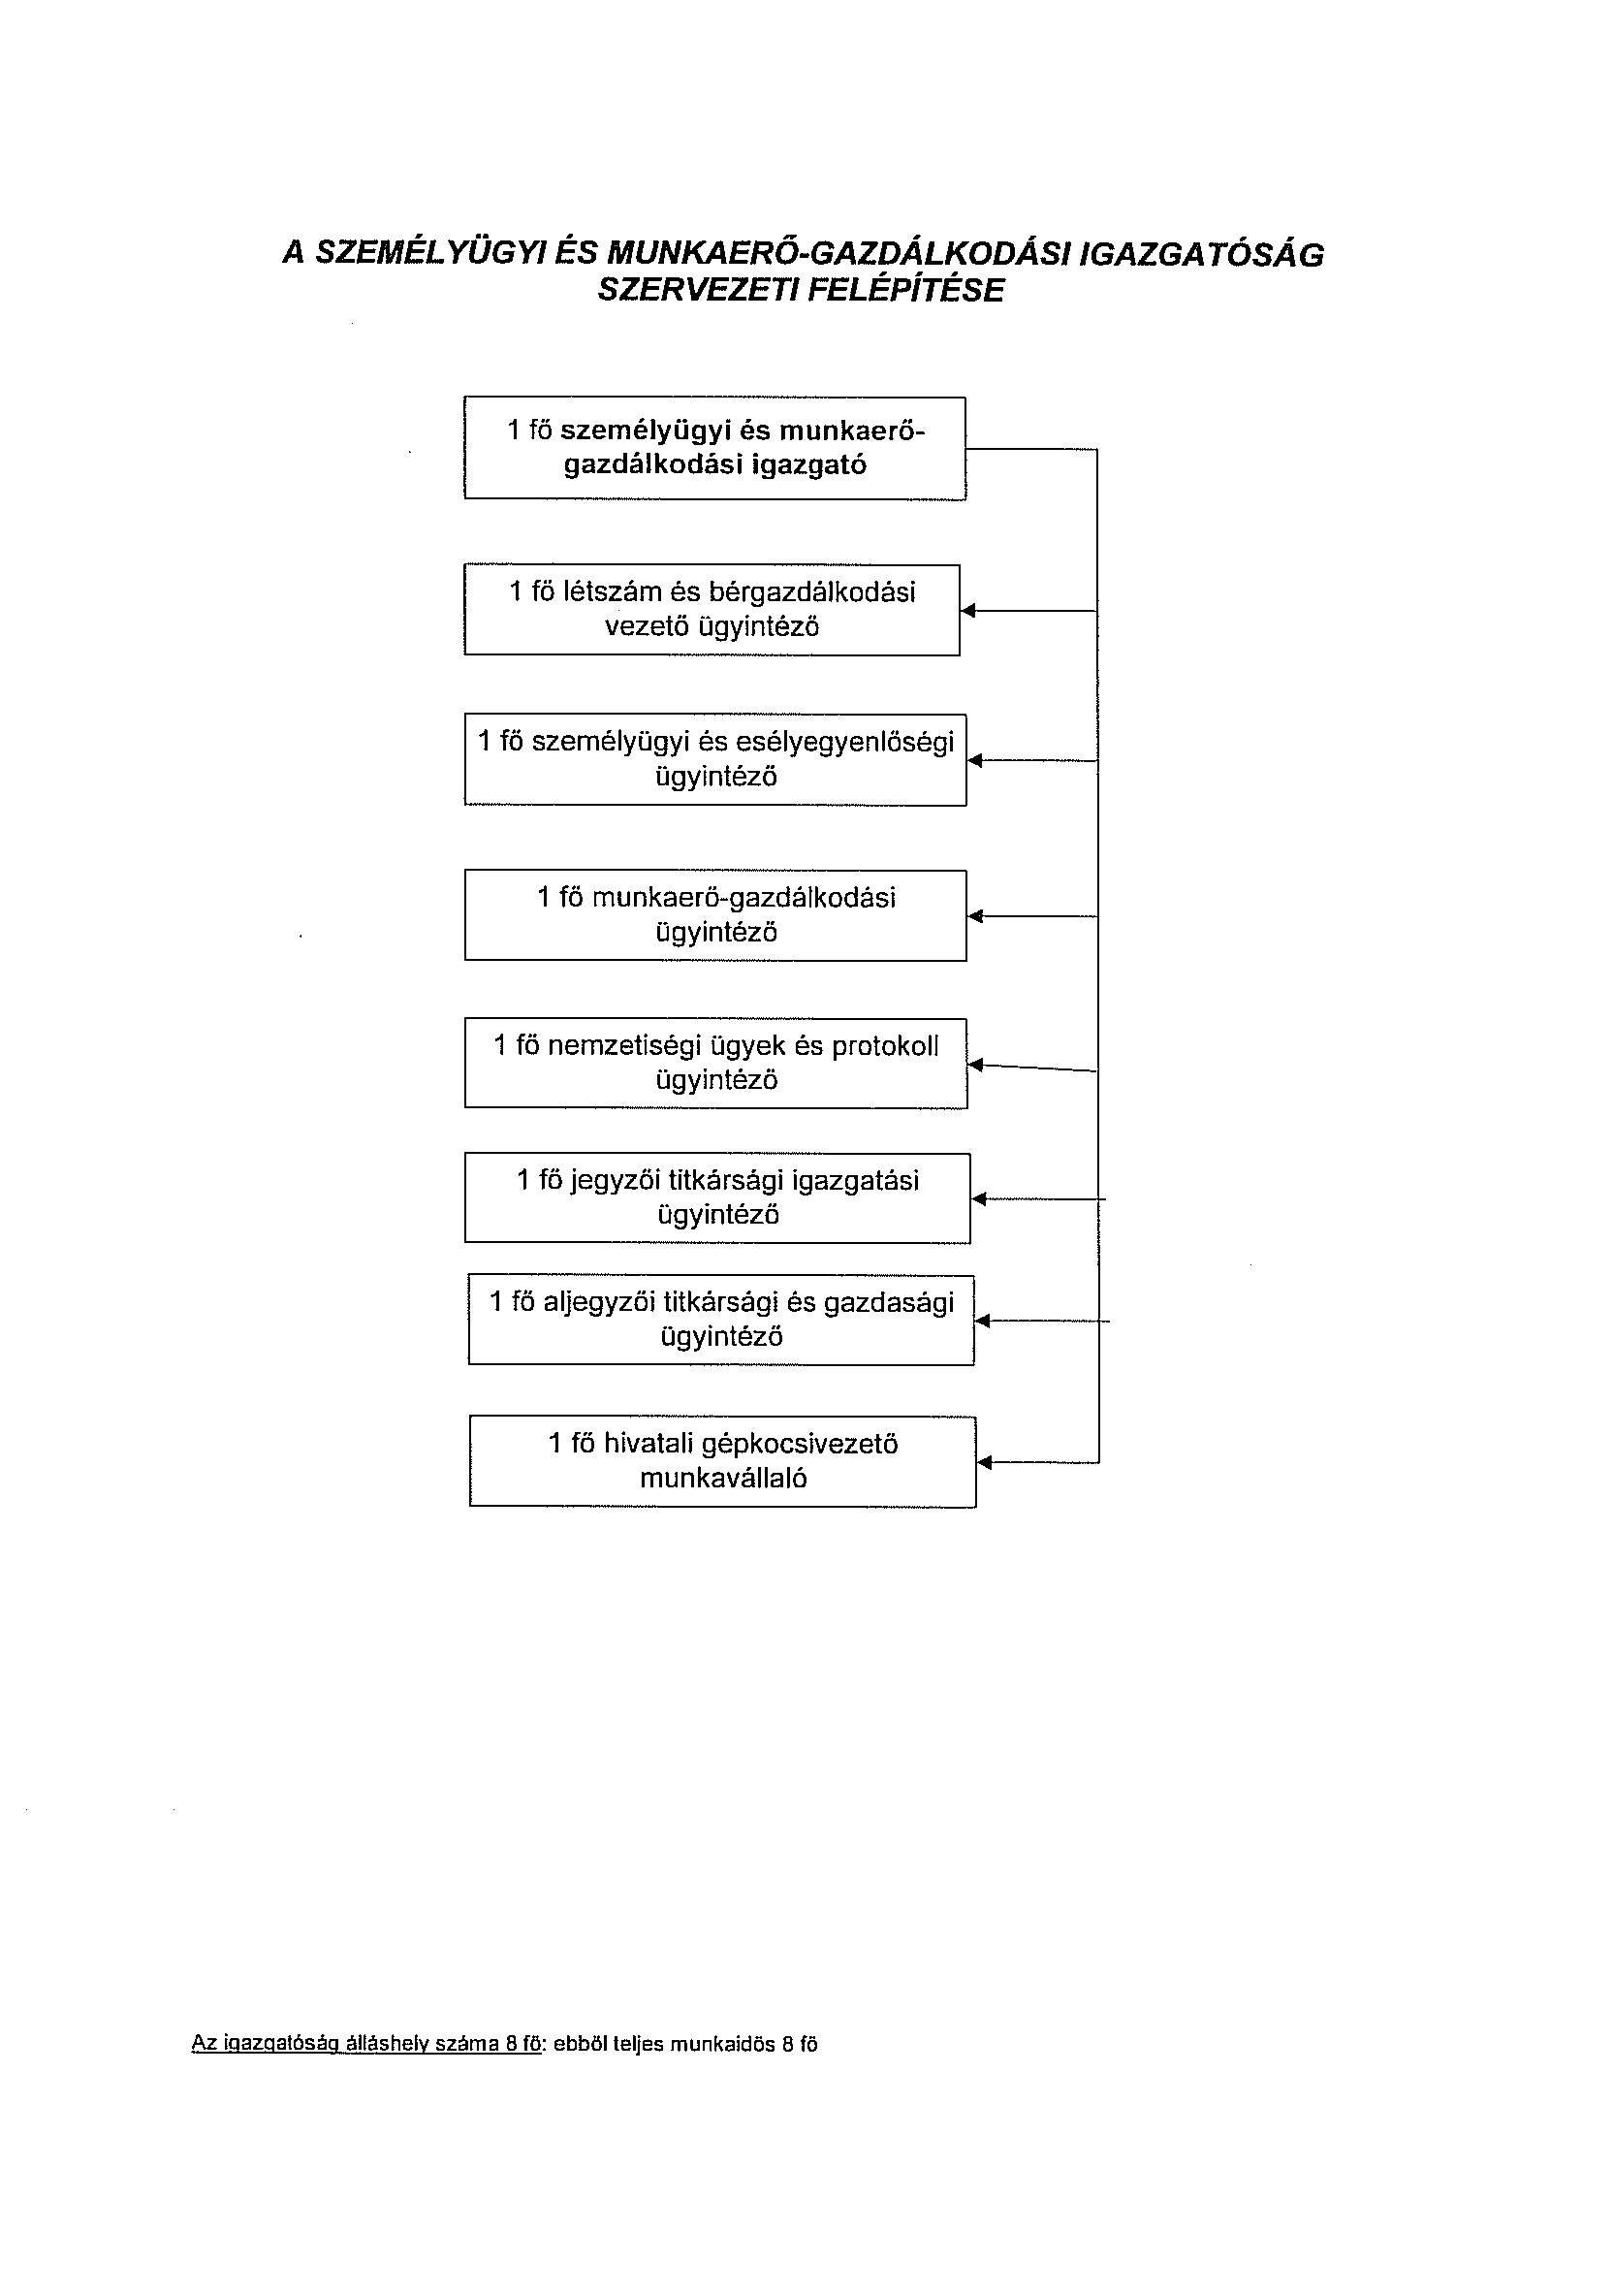 A SZEMÉLYÜGYI ÉS MUNKAERŐ-GAZDÁLKODÁSI IGAZGATÓSÁG
SZERVEZETI FELÉPÍTÉSE
1 fő személyügyi és munkaerő-
gazdálkodási igazgató
1 fő létszám és bérgazdálkodási
vezető ügyintéző
1 fő személyügyi és esélyegyenlőségi
ügyintéző
1 fő munkaerő-gazdálkodási
ügyintéző
1 fő nemzetiségi ügyek és protokoll
ügyintéző
1 fő jegyzői titkársági igazgatási
ügyintéző
1 fő aljegyzői titkársági és gazdasági
ügyintéző
1 fő hivatali gépkocsivezető
munkavállaló
Az igazgatóság álláshely száma 8 fő: ebből teljes munkaidős 8 fő